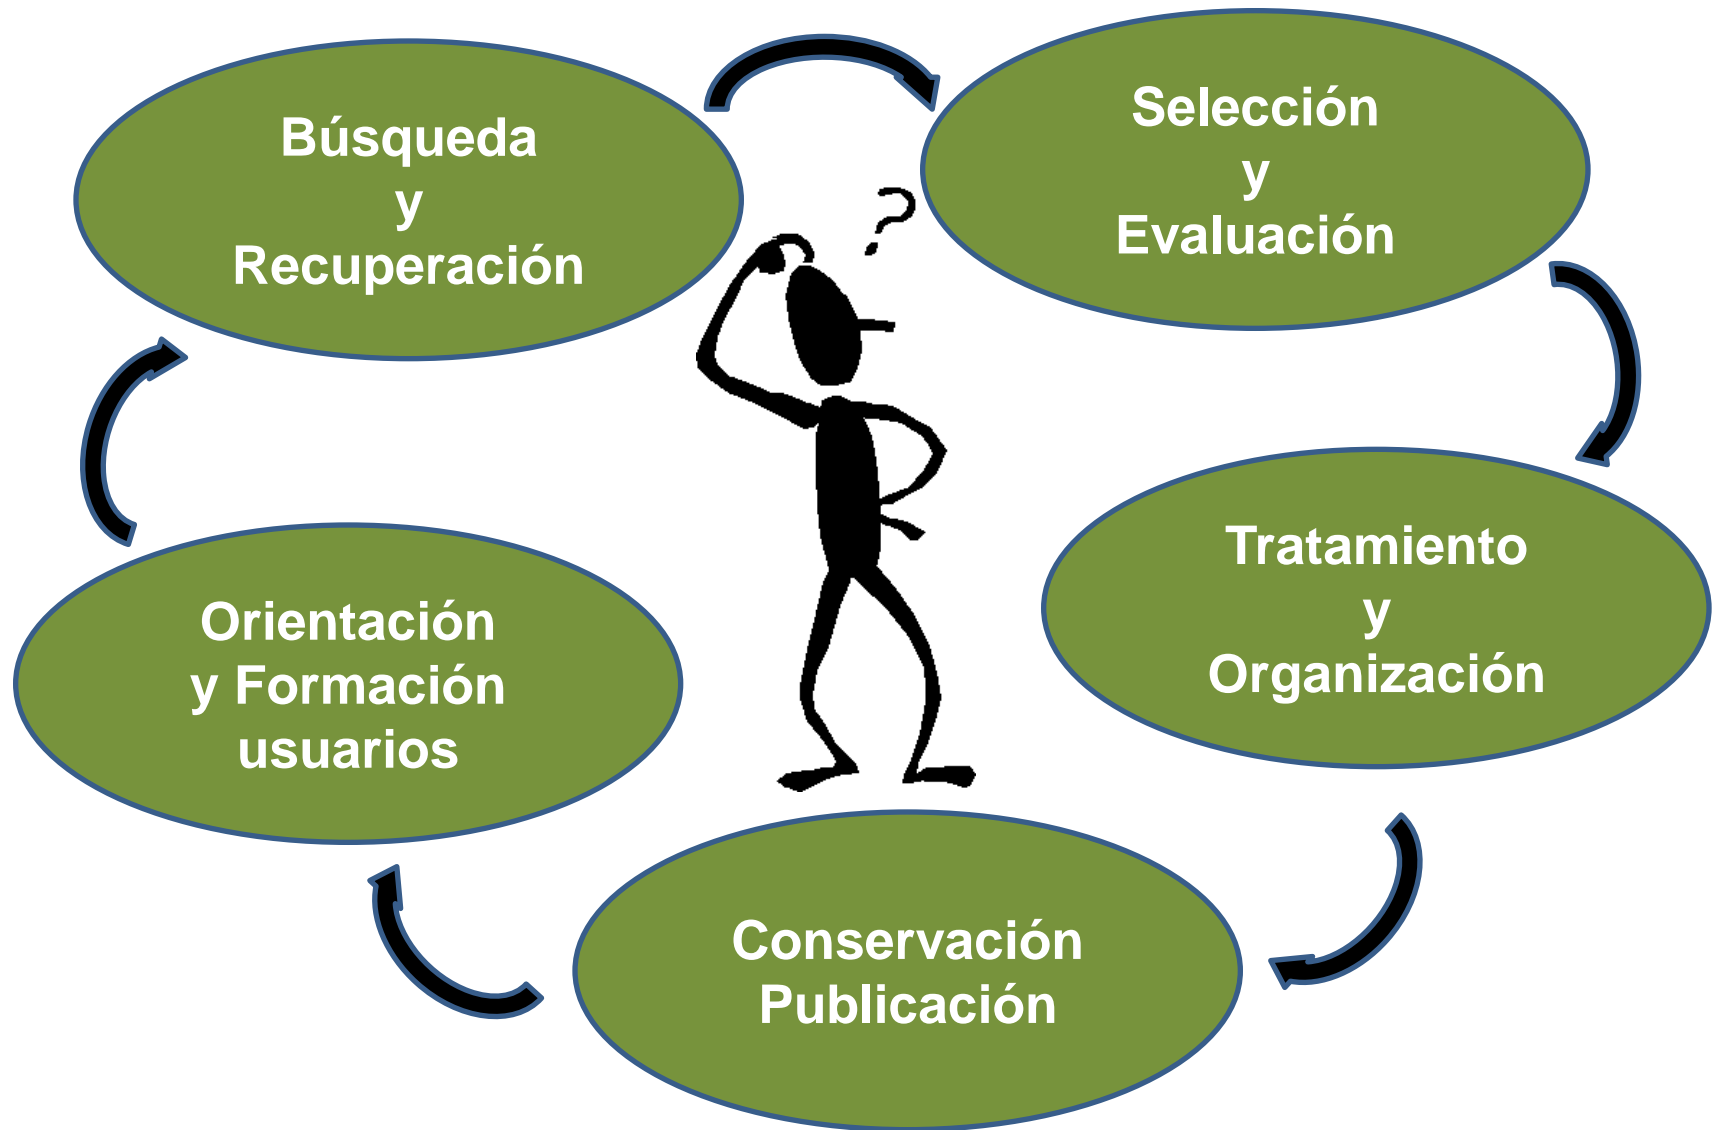 Búsqueda
y
Recuperación
Selección
y
Evaluación
?
Tratamiento
y
Organización
Conservación
Publicación
Orientación
y Formación
usuarios